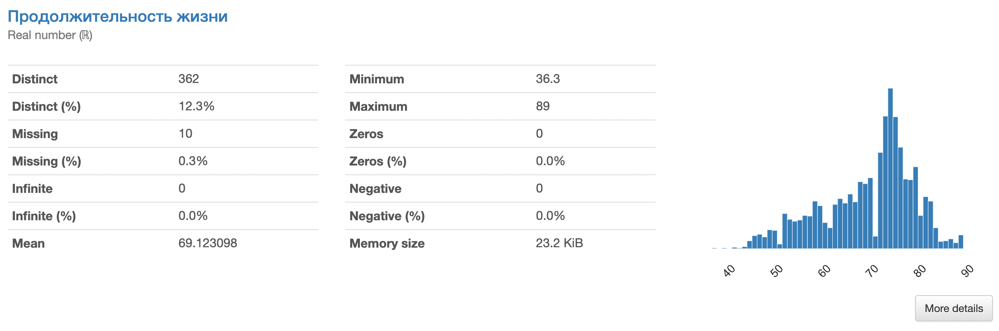 Продолжительность жизни
Real number (ℝ)
Distinct 362
Distinct (%) 12.3%
Missing 10
Missing (%) 0.3%
Infinite 0
Infinite (%) 0.0%
Mean 69.123098
Minimum 36.3
Maximum 89
Zeros 0
Zeros (%) 0.0%
Negative 0
Negative (%) 0.0%
Memory size 23.2 KiB
40 50 60 70 80 90
More details